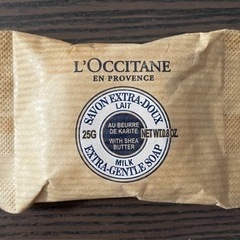 L'OCCITANE
EN PROVENCE
SAVON EXTRA-DOUX
LAIT
25G
AU BEURRE
DE KARITÉ
WITH SHEA
BUTTER
NET WT.0.8 OZ.
MILK
EXTRA-GENTLE SOAP